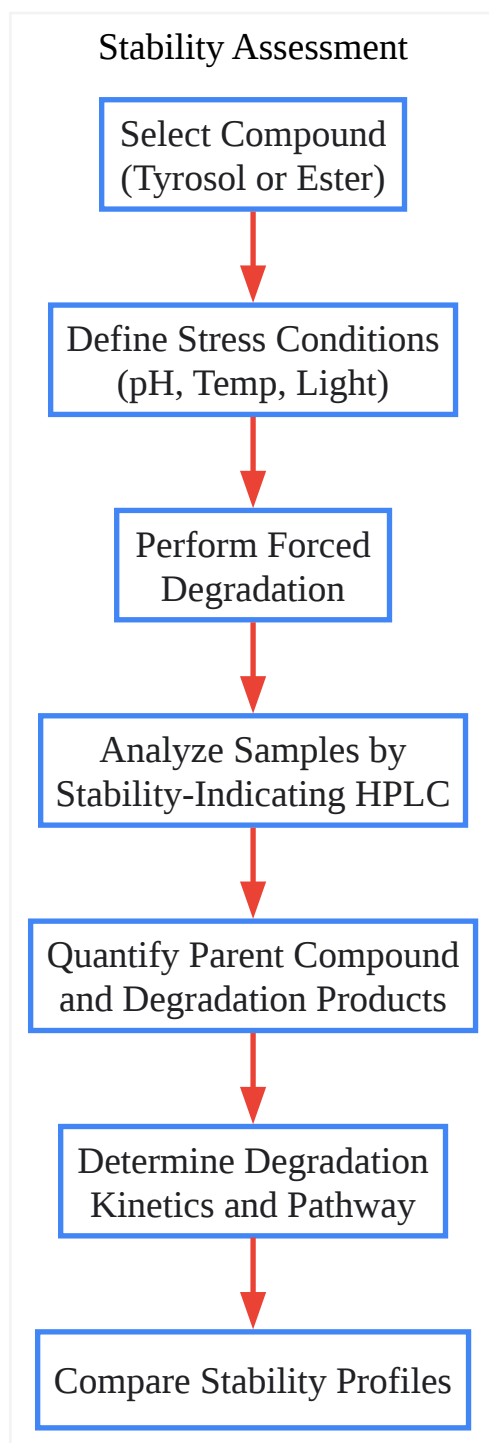 Stability Assessment
Select Compound
(Tyrosol or Ester)
Define Stress Conditions
(pH, Temp, Light)
Perform Forced
Degradation
Analyze Samples by
Stability-Indicating HPLC
Quantify Parent Compound
and Degradation Products
Determine Degradation
Kinetics and Pathway
Compare Stability Profiles